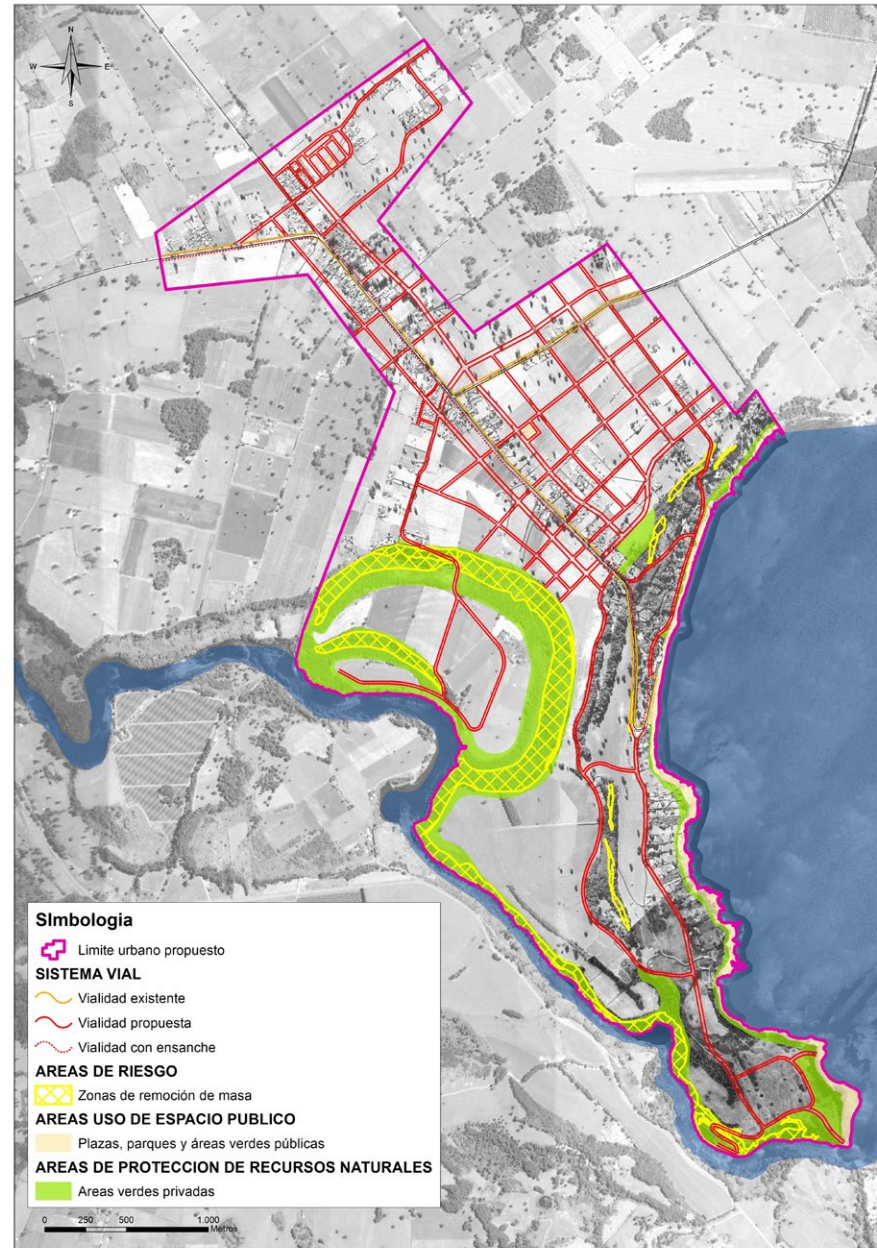 N
W E
S
SImbologia
Limite urbano propuesto
SISTEMA VIAL
Vialidad existente
Vialidad propuesta
Vialidad con ensanche
AREAS DE RIESGO
Zonas de remoción de masa
AREAS USO DE ESPACIO PUBLICO
Plazas, parques y áreas verdes públicas
AREAS DE PROTECCION DE RECURSOS NATURALES
Areas verdes privadas
0 250 500 1.000
Metros